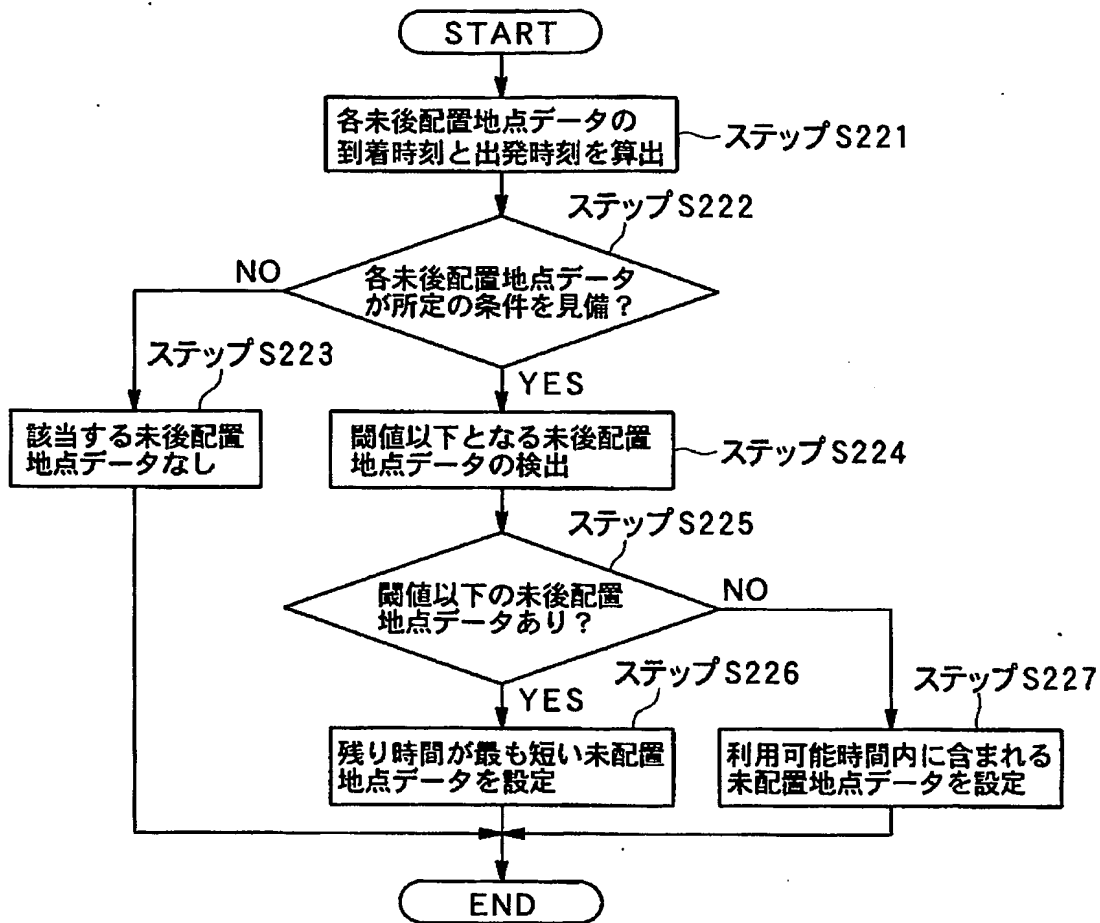 START
各未後配置地点データの
到着時刻と出発時刻を算出
ステップS221
ステップS222
各未後配置地点データ
が所定の条件を見備？
NO
YES
ステップS223
該当する未後配置
地点データなし
閾値以下となる未後配置
地点データの検出
ステップS224
ステップS225
閾値以下の未後配置
地点データあり？
NO
YES
ステップS226
残り時間が最も短い未配置
地点データを設定
ステップS227
利用可能時間内に含まれる
未配置地点データを設定
END